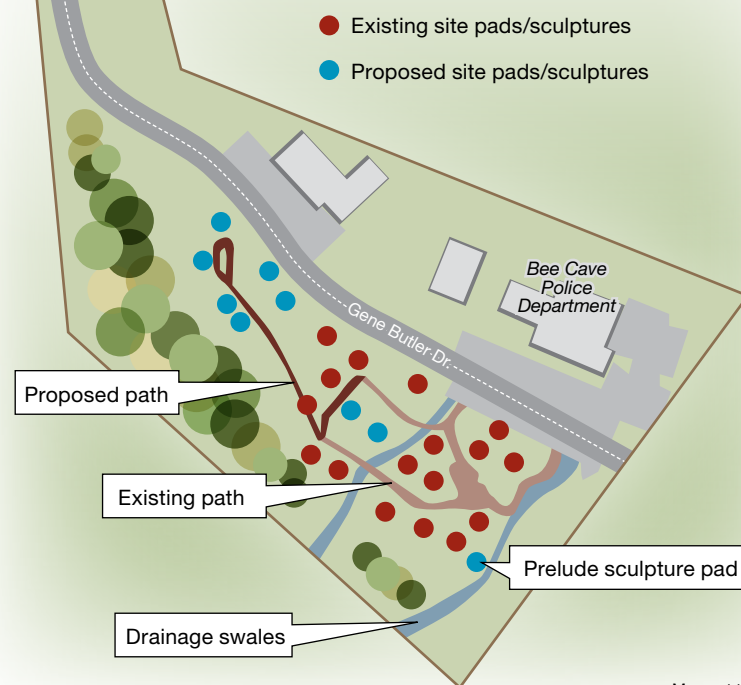 Existing site pads/sculptures
Proposed site pads/sculptures
Bee Cave
Police
Department
Gene Butler Dr.
Proposed path
Existing path
Prelude sculpture pad
Drainage swales